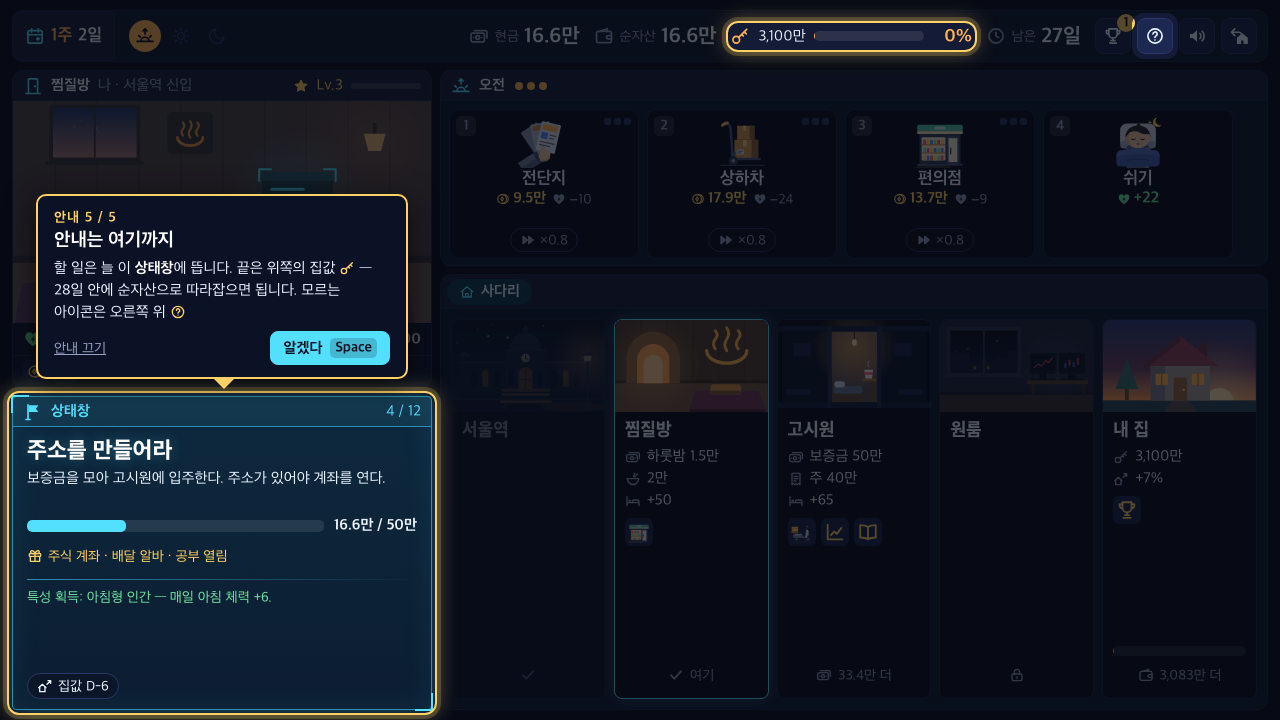 1주 2일
현금 16.6만
순자산 16.6만
3,100만 0%
남은 27일
1
찜질방 나 · 서울역 신입
Lv.3
오전
1
전단지
9.5만 −10
×0.8
2
상하차
17.9만 −24
×0.8
3
편의점
13.7만 −9
×0.8
4
쉬기
+22
안내 5 / 5
안내는 여기까지
할 일은 늘 이 상태창에 뜹니다. 끝은 위쪽의 집값 —
28일 안에 순자산으로 따라잡으면 됩니다. 모르는
아이콘은 오른쪽 위
안내 끄기
알겠다 Space
상태창
4 / 12
주소를 만들어라
보증금을 모아 고시원에 입주한다. 주소가 있어야 계좌를 연다.
16.6만 / 50만
주식 계좌 · 배달 알바 · 공부 열림
특성 획득: 아침형 인간 — 매일 아침 체력 +6.
집값 D-6
사다리
서울역
찜질방
하룻밤 1.5만
2만
+50
여기
고시원
보증금 50만
주 40만
+65
33.4만 더
원룸
내 집
3,100만
+7%
3,083만 더